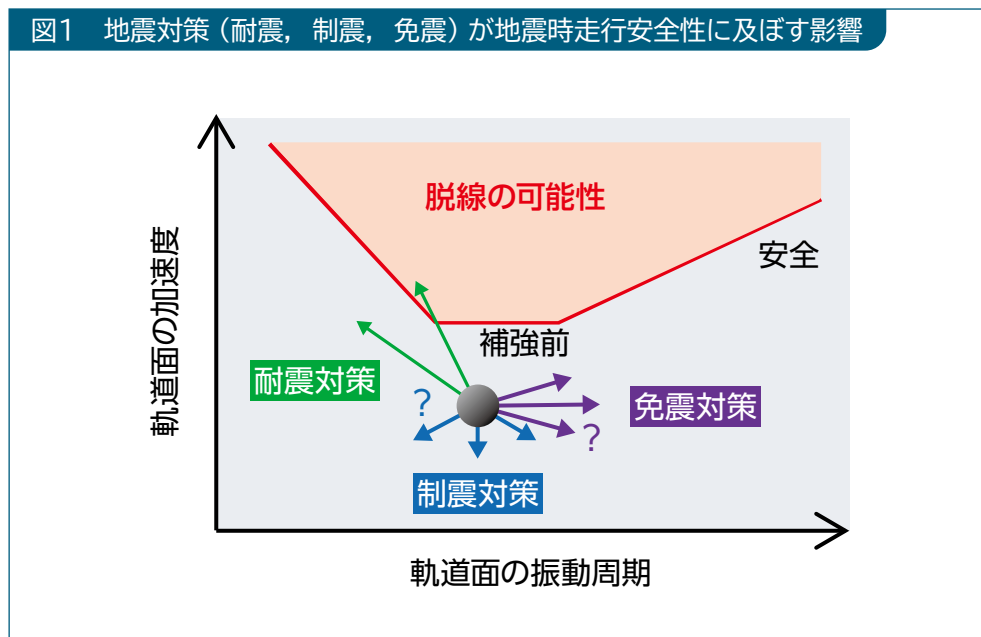 図1　地震対策（耐震，制震，免震）が地震時走行安全性に及ぼす影響
脱線の可能性
安全
補強前
耐震対策
?
免震対策
?
制震対策
軌道面の加速度
軌道面の振動周期